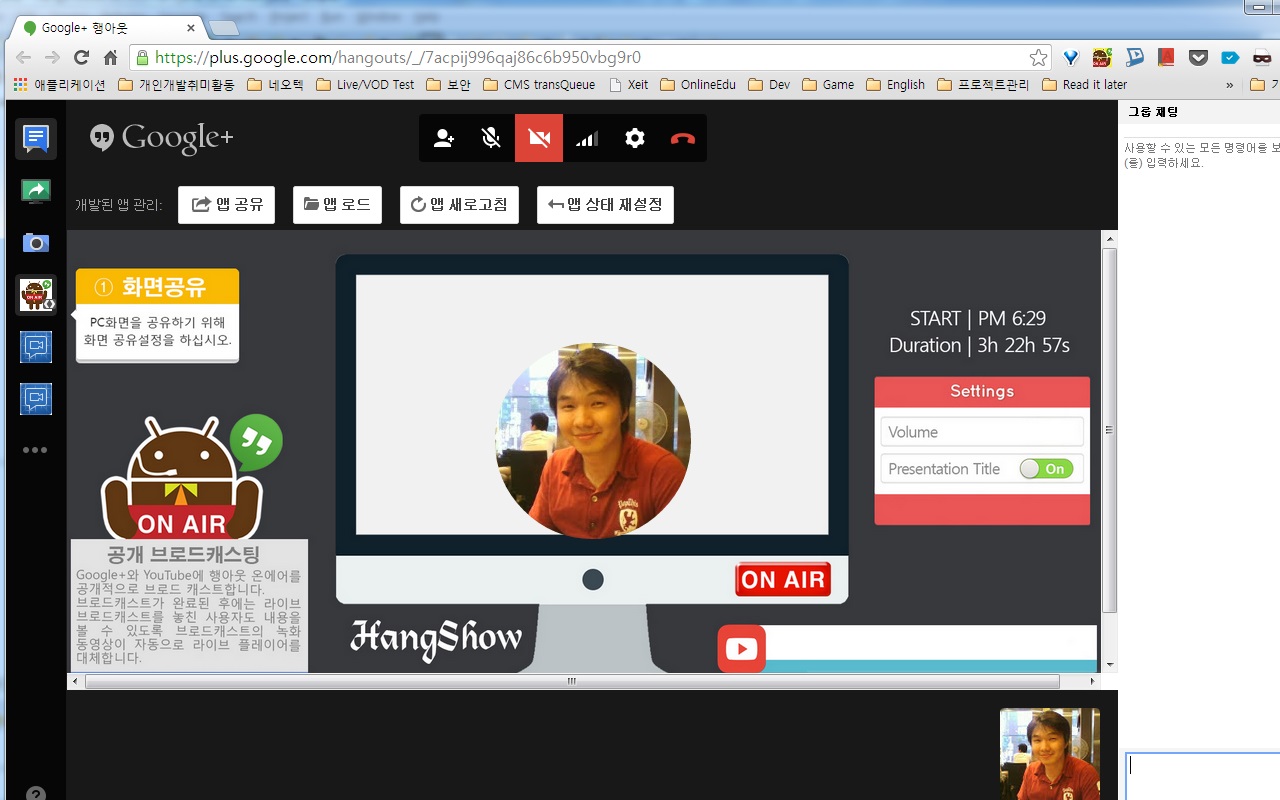 Google+ 행아웃
https://plus.google.com/hangouts/_/7acpij996qaj86c6b950vbg9r0
애플리케이션 개인개발취미활동 네오텍 Live/VOD Test 보안 CMS transQueue Xeit OnlineEdu Dev Game English 프로젝트관리 Read it later »
Google+
그룹 채팅
사용할 수 있는 모든 명령어를 보
(를) 입력하세요.
개발된 앱 관리: 앱 공유 앱 로드 앱 새로고침 앱 상태 재설정
① 화면공유
PC화면을 공유하기 위해
화면 공유설정을 하십시오.
START | PM 6:29
Duration | 3h 22h 57s
Settings
Volume
Presentation Title On
ON AIR
공개 브로드캐스팅
Google+와 YouTube에 행아웃 온에어를
공개적으로 브로드 캐스트합니다.
브로드캐스트가 완료된 후에는 라이브
브로드캐스트를 놓친 사용자도 내용을
볼 수 있도록 브로드캐스트의 녹화
동영상이 자동으로 라이브 플레이어를
대체합니다.
ON AIR
HangShow